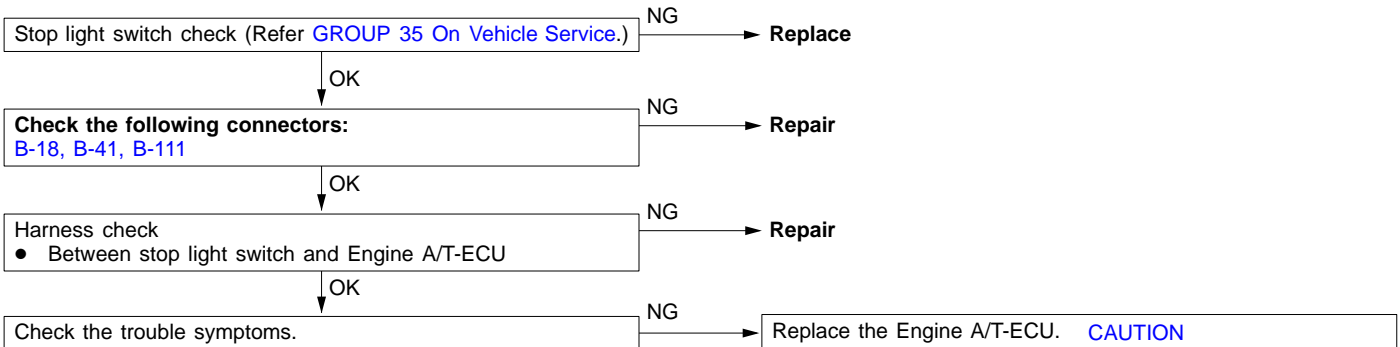 NG
Stop light switch check (Refer GROUP 35 On Vehicle Service.)
Replace
OK
NG
Check the following connectors:
Repair
B-18, B-41, B-111
OK
NG
Harness check
Repair
● Between stop light switch and Engine A/T-ECU
OK
NG
Check the trouble symptoms.
Replace the Engine A/T-ECU. CAUTION